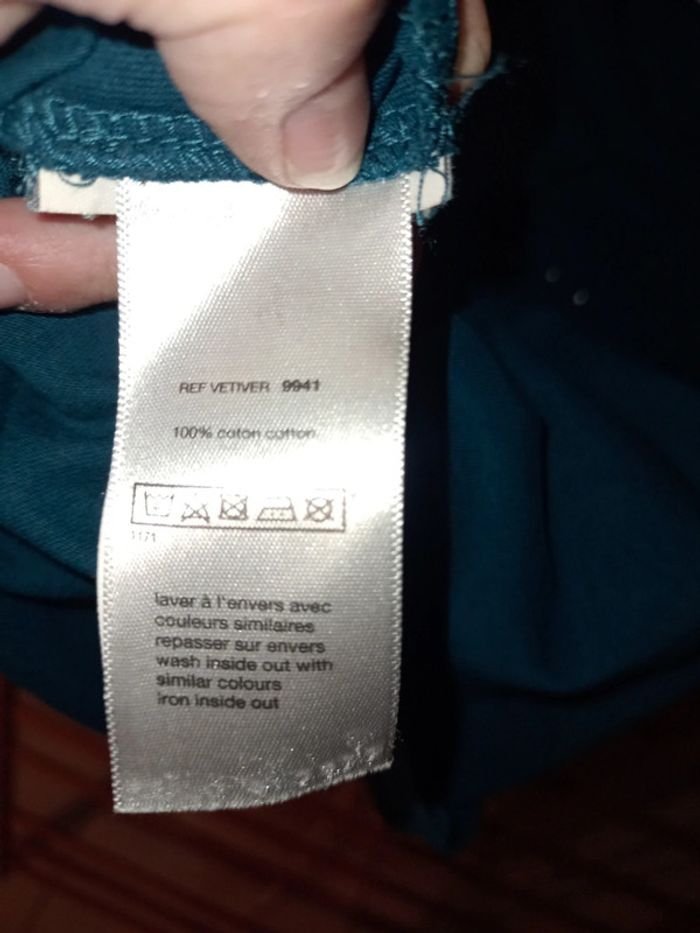 REF VETIVER 9941
100% coton cotton
1171
laver à l'envers avec
couleurs similaires
repasser sur envers
wash inside out with
similar colours
iron inside out